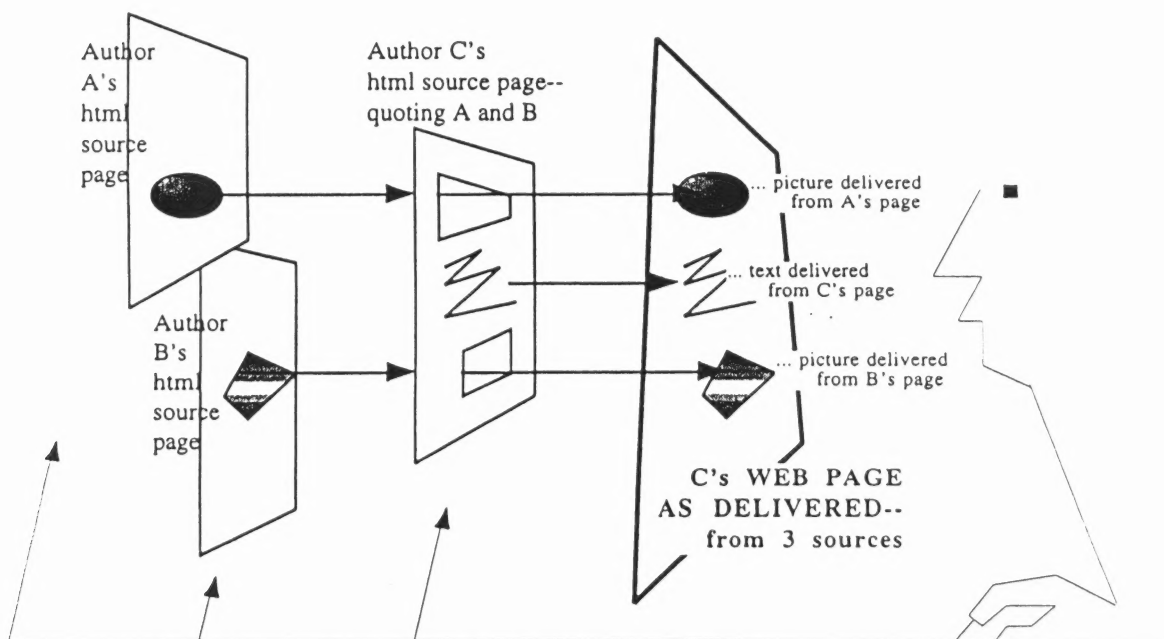 Author
A's
html
source
page
Author C's
html source page--
quoting A and B
... picture delivered
from A's page
... text delivered
from C's page
Author
B's
html
source
page
... picture delivered
from B's page
C's WEB PAGE
AS DELIVERED--
from 3 sources